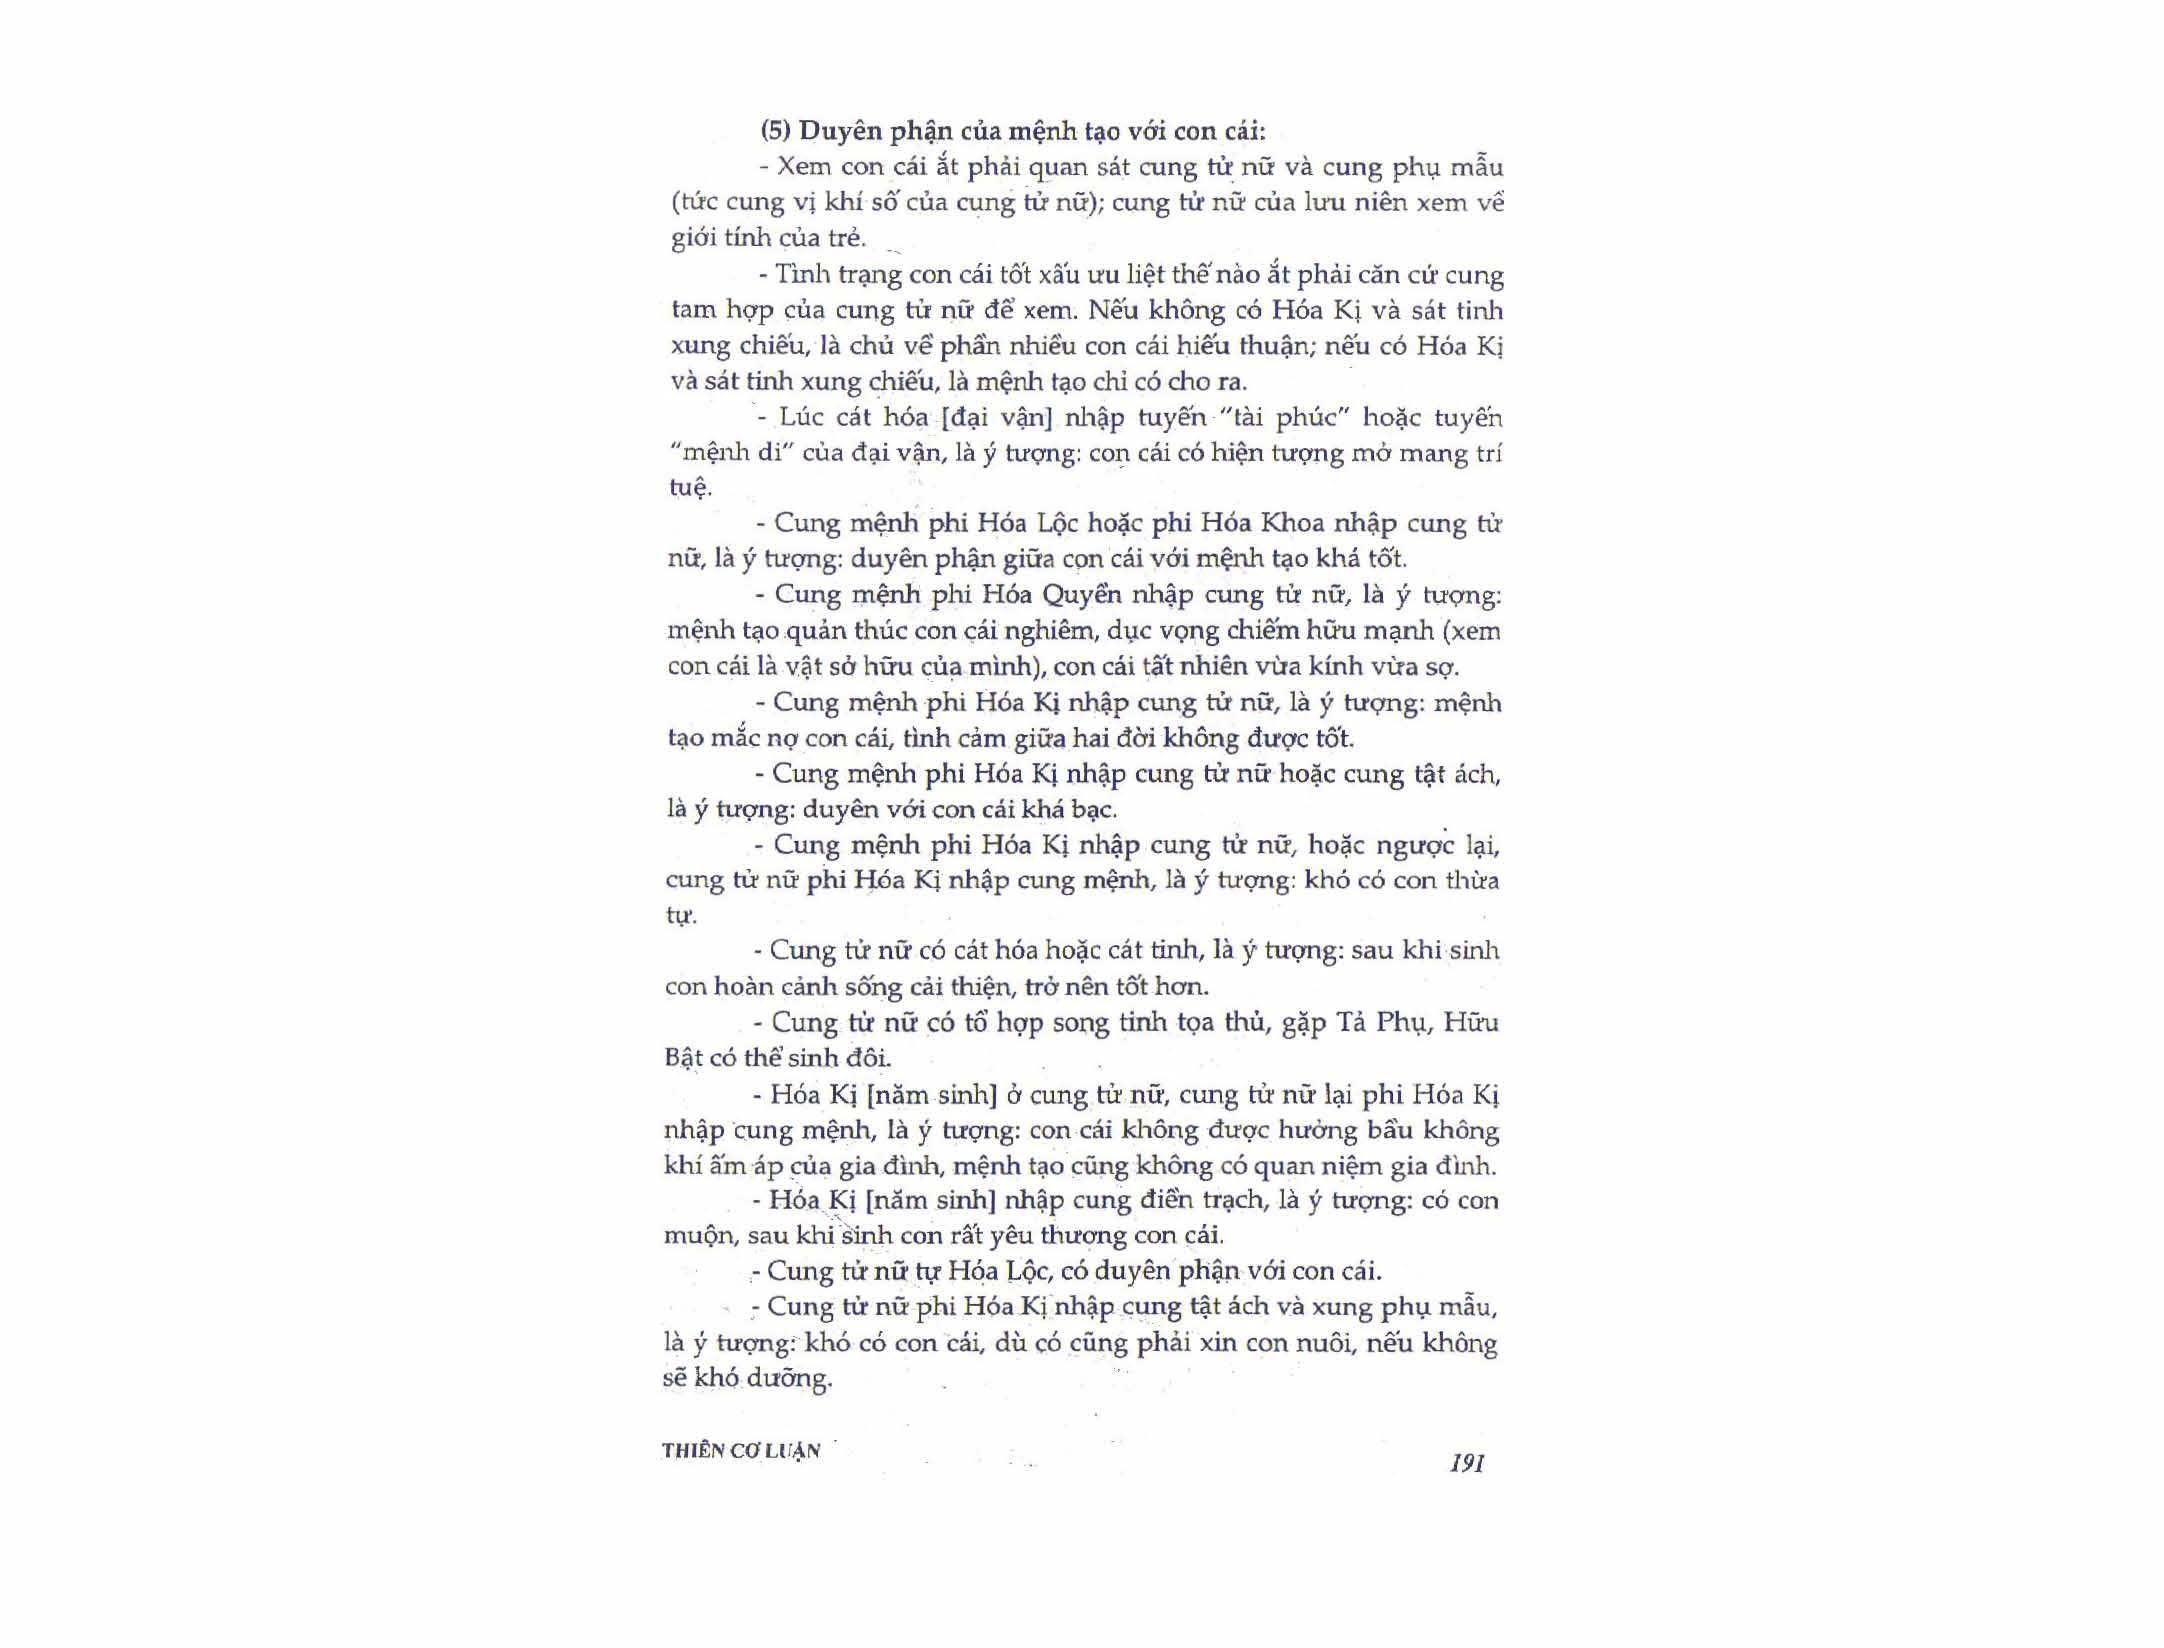 (5) Duyên phận của mệnh tạo với con cái:
- Xem con cái ắt phải quan sát cung tử nữ và cung phụ mẫu
(tức cung vị khí số của cung tử nữ); cung tử nữ của lưu niên xem về
giới tính của trẻ.
- Tình trạng con cái tốt xấu ưu liệt thế nào ắt phải căn cứ cung
tam hợp của cung tử nữ để xem. Nếu không có Hóa Kị và sát tinh
xung chiếu, là chủ về phần nhiều con cái hiếu thuận; nếu có Hóa Kị
và sát tinh xung chiếu, là mệnh tạo chỉ có cho ra.
- Lúc cát hóa [đại vận] nhập tuyến "tài phúc" hoặc tuyến
"mệnh di" của đại vận, là ý tượng: con cái có hiện tượng mở mang trí
tuệ.
- Cung mệnh phi Hóa Lộc hoặc phi Hóa Khoa nhập cung tử
nữ, là ý tượng: duyên phận giữa con cái với mệnh tạo khá tốt.
- Cung mệnh phi Hóa Quyền nhập cung tử nữ, là ý tượng:
mệnh tạo quản thúc con cái nghiêm, dục vọng chiếm hữu mạnh (xem
con cái là vật sở hữu của mình), con cái tất nhiên vừa kính vừa sợ.
- Cung mệnh phi Hóa Kị nhập cung tử nữ, là ý tượng: mệnh
tạo mắc nợ con cái, tình cảm giữa hai đời không được tốt.
- Cung mệnh phi Hóa Kị nhập cung tử nữ hoặc cung tật ách,
là ý tượng: duyên với con cái khá bạc.
- Cung mệnh phi Hóa Kị nhập cung tử nữ, hoặc ngược lại,
cung tử nữ phi Hóa Kị nhập cung mệnh, là ý tượng: khó có con thừa
tự.
- Cung tử nữ có cát hóa hoặc cát tinh, là ý tượng: sau khi sinh
con hoàn cảnh sống cải thiện, trở nên tốt hơn.
- Cung tử nữ có tổ hợp song tinh tọa thủ, gặp Tả Phụ, Hữu
Bật có thể sinh đôi.
- Hóa Kị [năm sinh] ở cung tử nữ, cung tử nữ lại phi Hóa Kị
nhập cung mệnh, là ý tượng: con cái không được hưởng bầu không
khí ấm áp của gia đình, mệnh tạo cũng không có quan niệm gia đình.
- Hóa Kị [năm sinh] nhập cung điền trạch, là ý tượng: có con
muộn, sau khi sinh con rất yêu thương con cái.
- Cung tử nữ tự Hóa Lộc, có duyên phận với con cái.
- Cung tử nữ phi Hóa Kị nhập cung tật ách và xung phụ mẫu,
là ý tượng: khó có con cái, dù có cũng phải xin con nuôi, nếu không
sẽ khó dưỡng.
THIÊN CƠ LUẬN
191